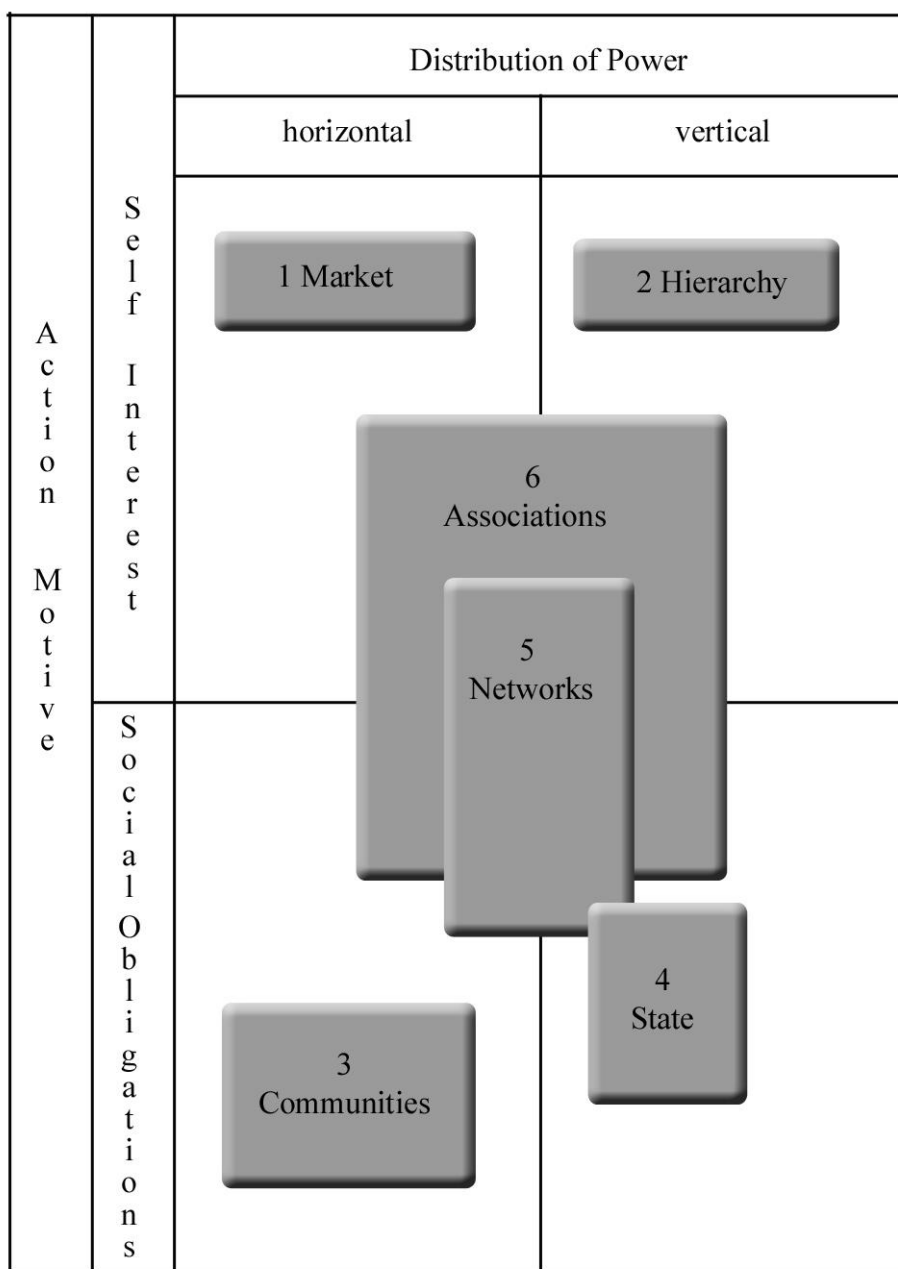 Distribution of Power
horizontal
vertical
Action Motive
Self Interest
Social Obligations
1 Market
2 Hierarchy
6
Associations
5
Networks
4
State
3
Communities